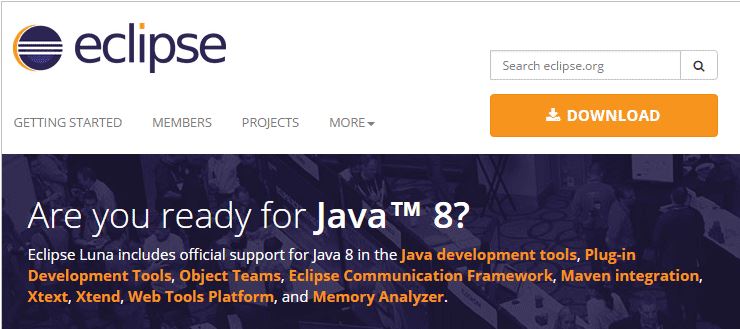 eclipse
Search eclipse.org
DOWNLOAD
GETTING STARTED MEMBERS PROJECTS MORE
Are you ready for Java™ 8?
Eclipse Luna includes official support for Java 8 in the Java development tools, Plug-in
Development Tools, Object Teams, Eclipse Communication Framework, Maven integration,
Xtext, Xtend, Web Tools Platform, and Memory Analyzer.